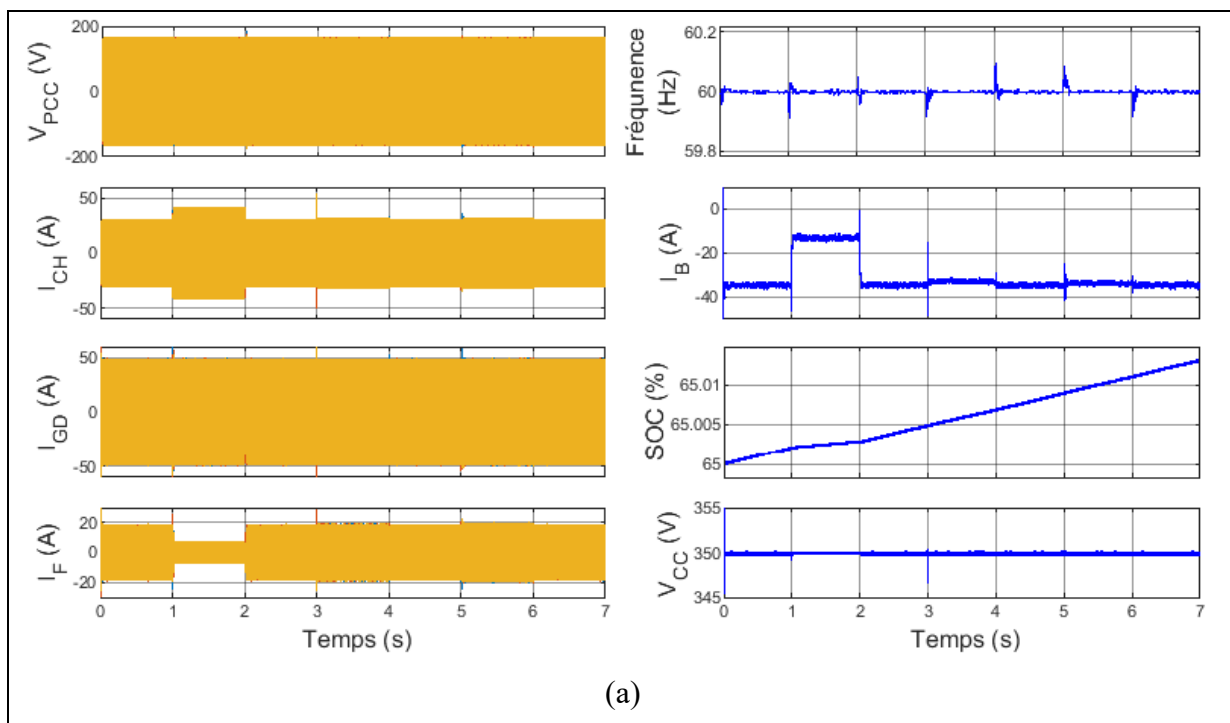 200
V_PCC (V)
0
-200
60.2
Fréqunence
(Hz)
60
59.8
50
I_CH (A)
0
-50
0
I_B (A)
-20
-40
50
I_GD (A)
0
-50
65.01
SOC (%)
65.005
65
20
I_F (A)
0
-20
0 1 2 3 4 5 6 7
Temps (s)
355
V_CC (V)
350
345
0 1 2 3 4 5 6 7
Temps (s)
(a)